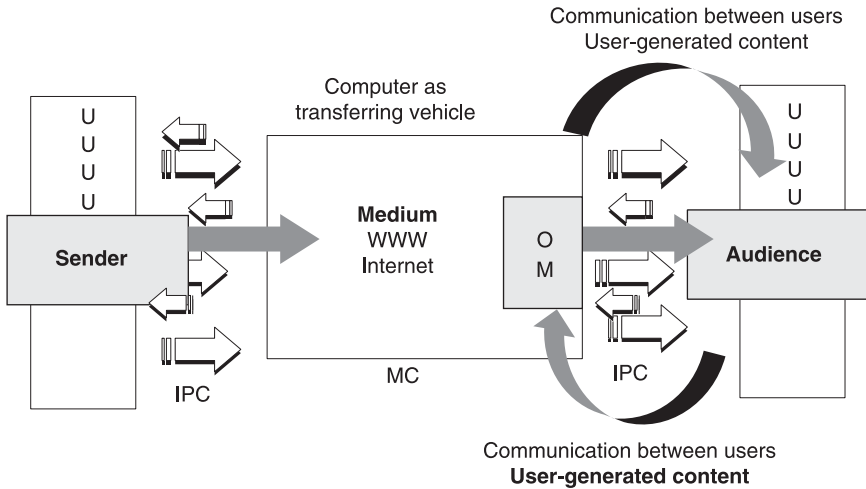 Communication between users
User-generated content
Computer as
transferring vehicle
U
U
U
U
Sender
IPC
Medium
WWW
Internet
O
M
MC
U
U
U
U
Audience
IPC
Communication between users
User-generated content